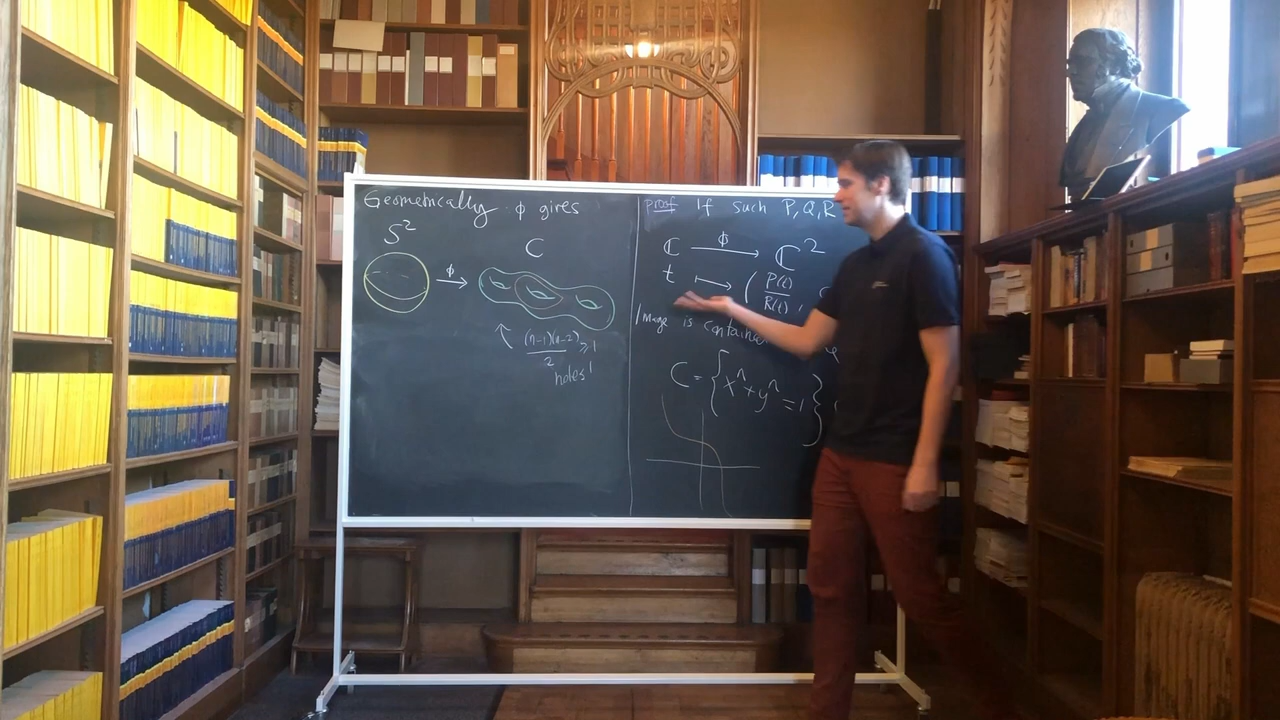 Geometrically φ gives
S²
C
φ
(n-1)(n-2)/2 ≥ 1
holes
proof If such P, Q, R
ℂ φ ℂ²
t ↦ ( P(t)/R(t) ,
Image is contained
C = { xⁿ + yⁿ = 1 }